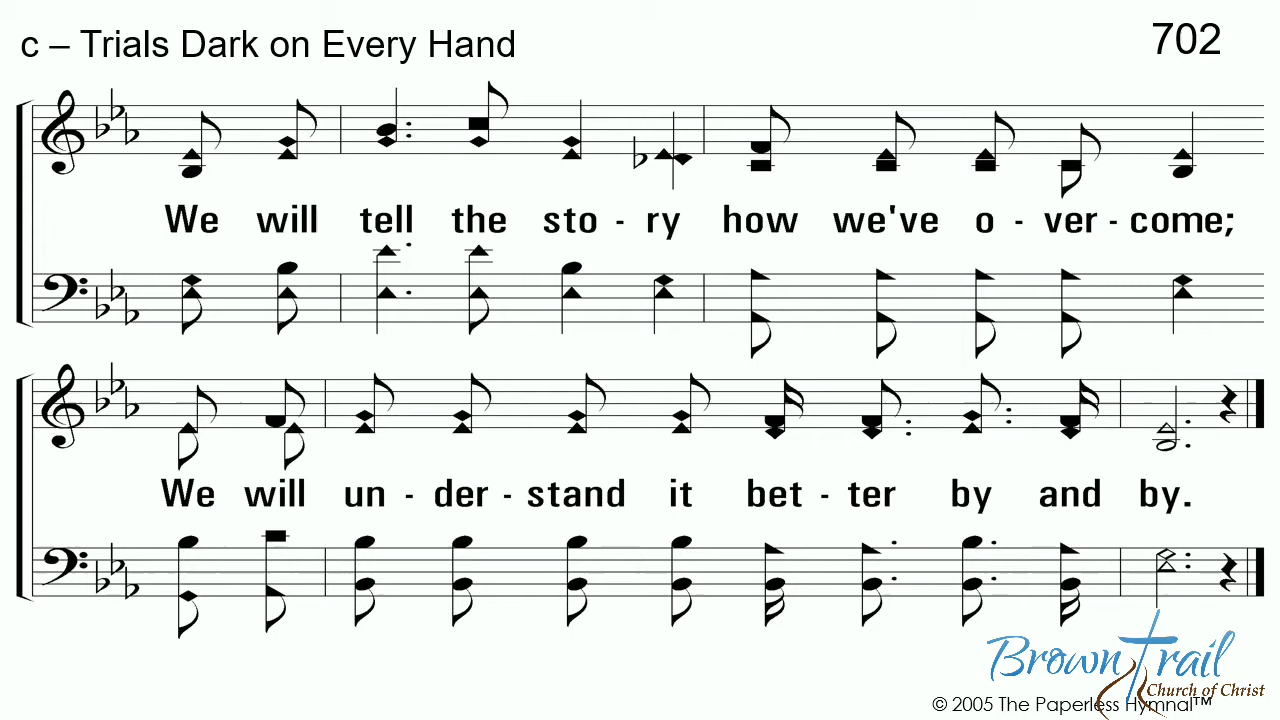 c – Trials Dark on Every Hand
702
We will tell the sto - ry how we've o - ver - come;
We will un - der - stand it bet - ter by and by.
Brown Trail
Church of Christ
© 2005 The Paperless Hymnal™